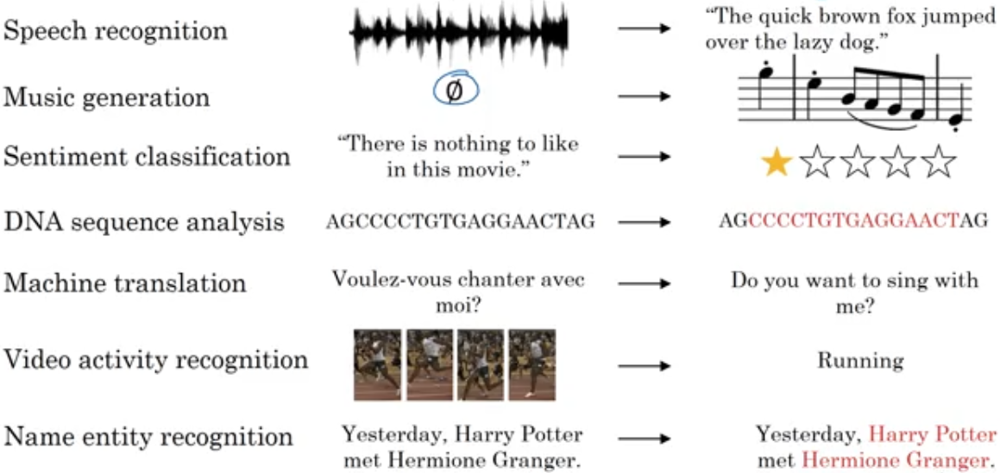 Speech recognition
“The quick brown fox jumped
over the lazy dog.”
Music generation
Ø
Sentiment classification
“There is nothing to like
in this movie.”
DNA sequence analysis
AGCCCCTGTGAGGAACTAG
AGCCCCTGTGAGGAACTAG
Machine translation
Voulez-vous chanter avec
moi?
Do you want to sing with
me?
Video activity recognition
Running
Name entity recognition
Yesterday, Harry Potter
met Hermione Granger.
Yesterday, Harry Potter
met Hermione Granger.